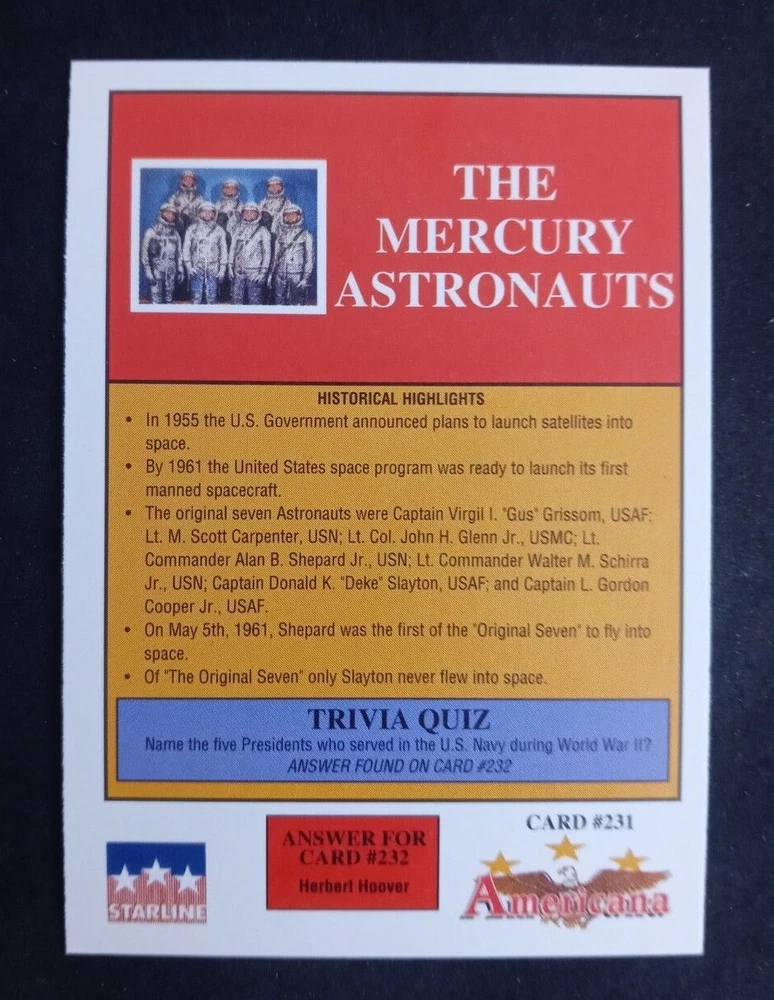 THE
MERCURY
ASTRONAUTS
HISTORICAL HIGHLIGHTS
• In 1955 the U.S. Government announced plans to launch satellites into
space.
• By 1961 the United States space program was ready to launch its first
manned spacecraft.
• The original seven Astronauts were Captain Virgil I. "Gus" Grissom, USAF;
Lt. M. Scott Carpenter, USN; Lt. Col. John H. Glenn Jr., USMC; Lt.
Commander Alan B. Shepard Jr., USN; Lt. Commander Walter M. Schirra
Jr., USN; Captain Donald K. "Deke" Slayton, USAF; and Captain L. Gordon
Cooper Jr., USAF.
• On May 5th, 1961, Shepard was the first of the "Original Seven" to fly into
space.
• Of "The Original Seven" only Slayton never flew into space.
TRIVIA QUIZ
Name the five Presidents who served in the U.S. Navy during World War II?
ANSWER FOUND ON CARD #232
STARLINE
ANSWER FOR
CARD #232
Herbert Hoover
CARD #231
Americana